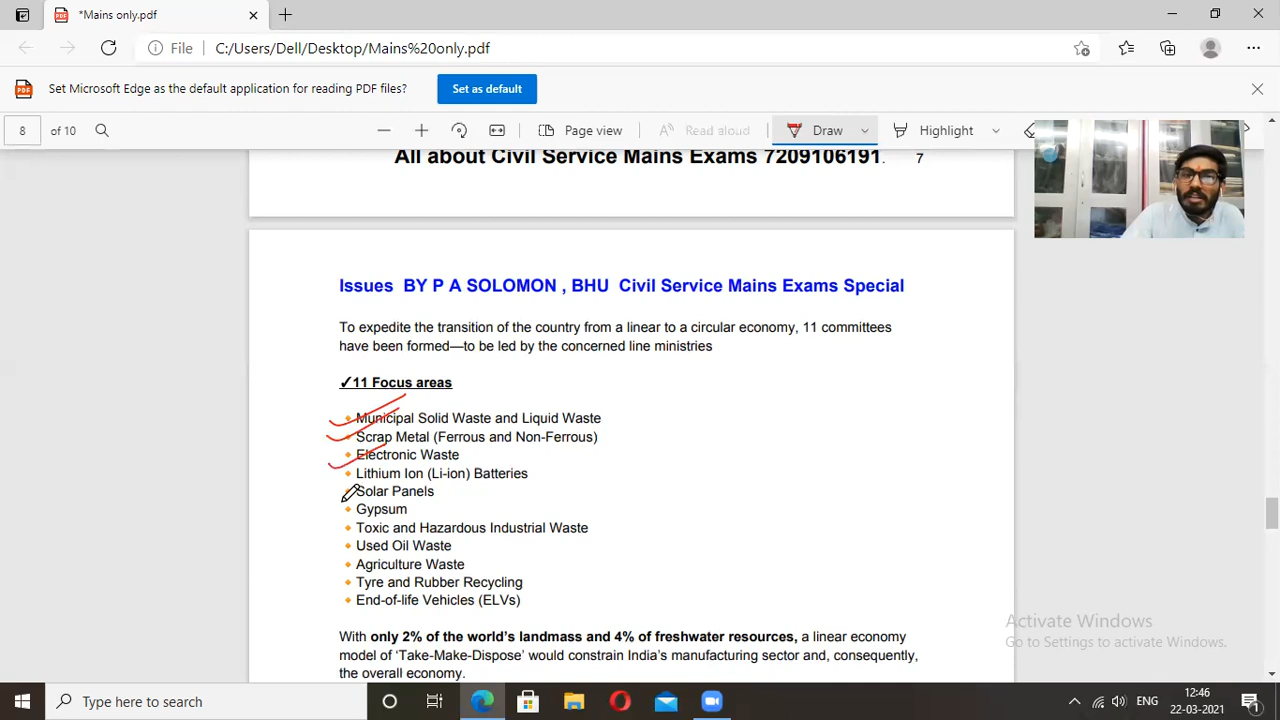 *Mains only.pdf
File
C:/Users/Dell/Desktop/Mains%20only.pdf
Set Microsoft Edge as the default application for reading PDF files?
Set as default
8 of 10
Page view
Read aloud
Draw
Highlight
All about Civil Service Mains Exams 7209106191. 7
Issues BY P A SOLOMON , BHU Civil Service Mains Exams Special
To expedite the transition of the country from a linear to a circular economy, 11 committees
have been formed—to be led by the concerned line ministries
✓11 Focus areas
🔸Municipal Solid Waste and Liquid Waste
🔸Scrap Metal (Ferrous and Non-Ferrous)
🔸Electronic Waste
🔸Lithium Ion (Li-ion) Batteries
🔸Solar Panels
🔸Gypsum
🔸Toxic and Hazardous Industrial Waste
🔸Used Oil Waste
🔸Agriculture Waste
🔸Tyre and Rubber Recycling
🔸End-of-life Vehicles (ELVs)
With only 2% of the world's landmass and 4% of freshwater resources, a linear economy
model of ‘Take-Make-Dispose’ would constrain India's manufacturing sector and, consequently,
the overall economy.
Activate Windows
Go to Settings to activate Windows.
Type here to search
ENG
12:46
22-03-2021